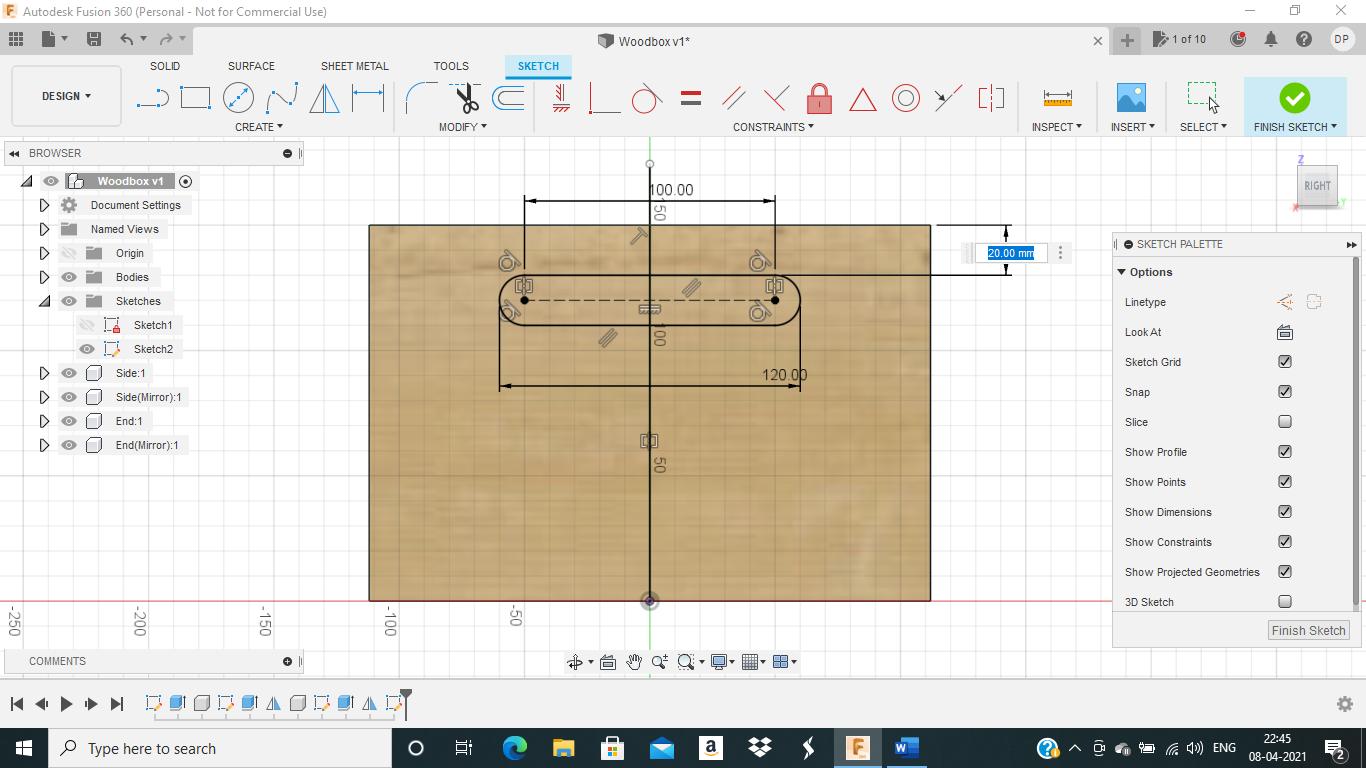 Autodesk Fusion 360 (Personal - Not for Commercial Use)
Woodbox v1*
1 of 10
DP
DESIGN
SOLID
SURFACE
SHEET METAL
TOOLS
SKETCH
CREATE
MODIFY
CONSTRAINTS
INSPECT
INSERT
SELECT
FINISH SKETCH
BROWSER
Woodbox v1
Document Settings
Named Views
Origin
Bodies
Sketches
Sketch1
Sketch2
Side:1
Side(Mirror):1
End:1
End(Mirror):1
100.00
150
20.00 mm
100
120.00
50
-250
-200
-150
-100
-50
Z
RIGHT
X
Y
SKETCH PALETTE
Options
Linetype
Look At
Sketch Grid
Snap
Slice
Show Profile
Show Points
Show Dimensions
Show Constraints
Show Projected Geometries
3D Sketch
Finish Sketch
COMMENTS
Type here to search
ENG
22:45
08-04-2021
2